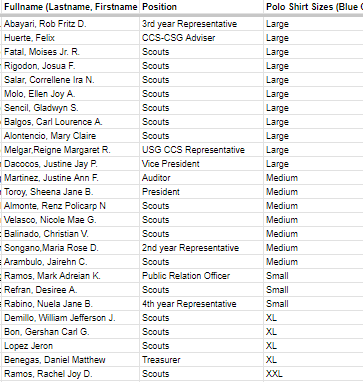 Fullname (Lastname, Firstname Position Polo Shirt Sizes (Blue
Abayari, Rob Fritz D. 3rd year Representative Large
Huerte, Felix CCS-CSG Adviser Large
Fatal, Moises Jr. R. Scouts Large
Rigodon, Josua F. Scouts Large
Salar, Correllene Ira N. Scouts Large
Molo, Ellen Joy A. Scouts Large
Sencil, Gladwyn S. Scouts Large
Balgos, Carl Lourence A. Scouts Large
Alontencio, Mary Claire Scouts Large
Melgar,Reigne Margaret R. USG CCS Representative Large
Dacocos, Justine Jay P. Vice President Large
Martinez, Justine Ann F. Auditor Medium
Toroy, Sheena Jane B. President Medium
Almonte, Renz Policarp N Scouts Medium
Velasco, Nicole Mae G. Scouts Medium
Balinado, Christian V. Scouts Medium
Songano,Maria Rose D. 2nd year Representative Medium
Arambulo, Jairehn C. Scouts Medium
Ramos, Mark Adreian K. Public Relation Officer Small
Refran, Desiree A. Scouts Small
Rabino, Nuela Jane B. 4th year Representative Small
Demillo, William Jefferson J. Scouts XL
Bon, Gershan Carl G. Scouts XL
Lopez Jeron Scouts XL
Benegas, Daniel Matthew Treasurer XL
Ramos, Rachel Joy D. Scouts XXL